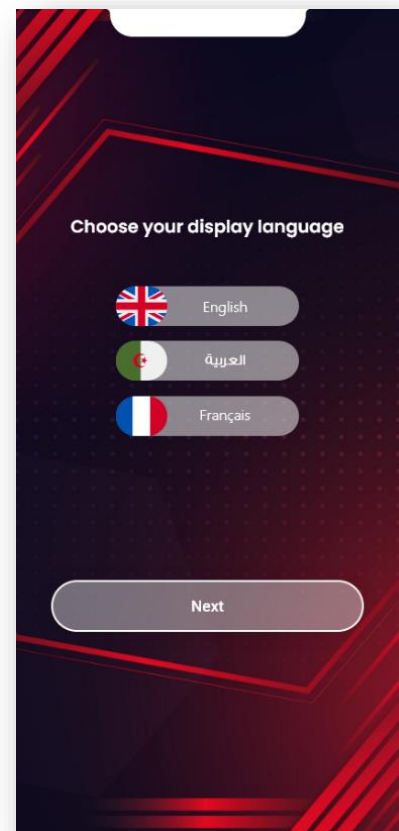 Choose your display language
English
العربية
Français
Next